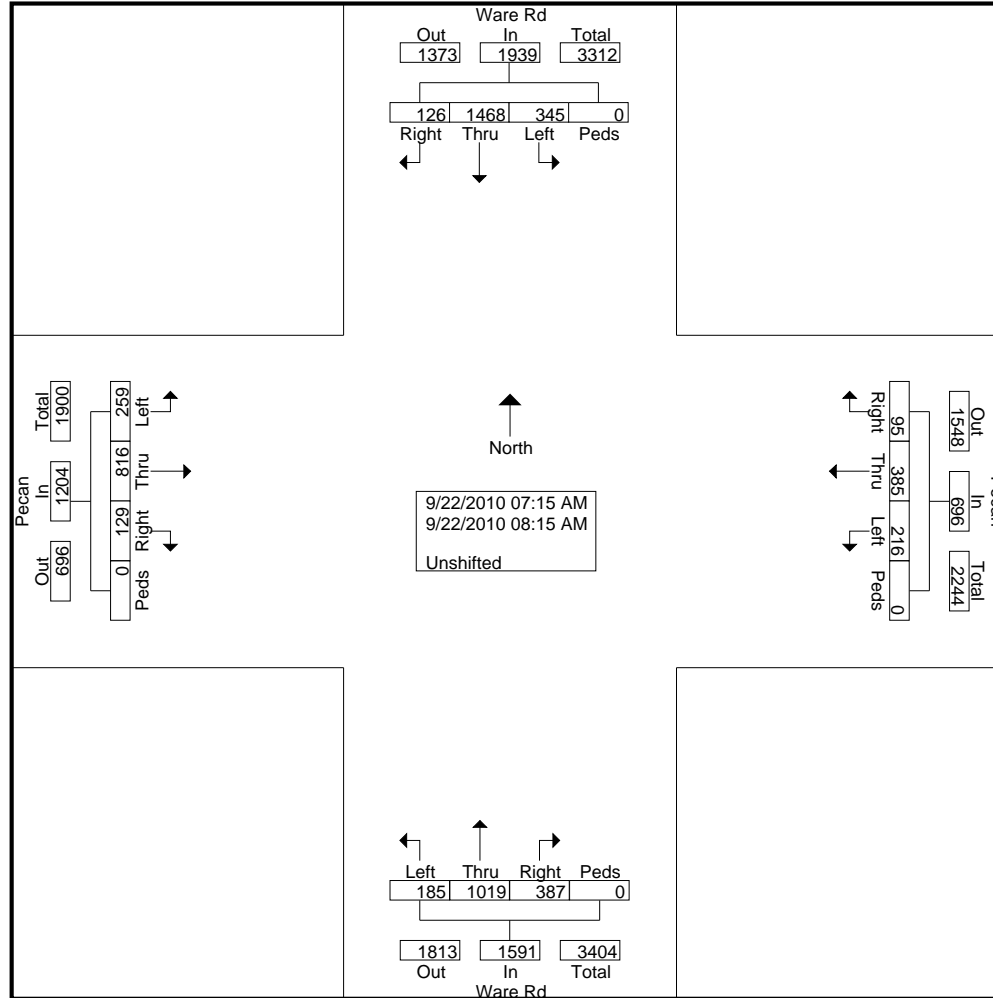 Ware Rd
Out In Total
1373 1939 3312
126 1468 345 0
Right Thru Left Peds
Total 1900
In 1204
Out 696
Pecan
Left 259
Thru 816
Right 129
Peds 0
North
9/22/2010 07:15 AM
9/22/2010 08:15 AM
Unshifted
Right 95
Thru 385
Left 216
Peds 0
Out 1548
In 696
Total 2244
Left Thru Right Peds
185 1019 387 0
1813 1591 3404
Out In Total
Ware Rd